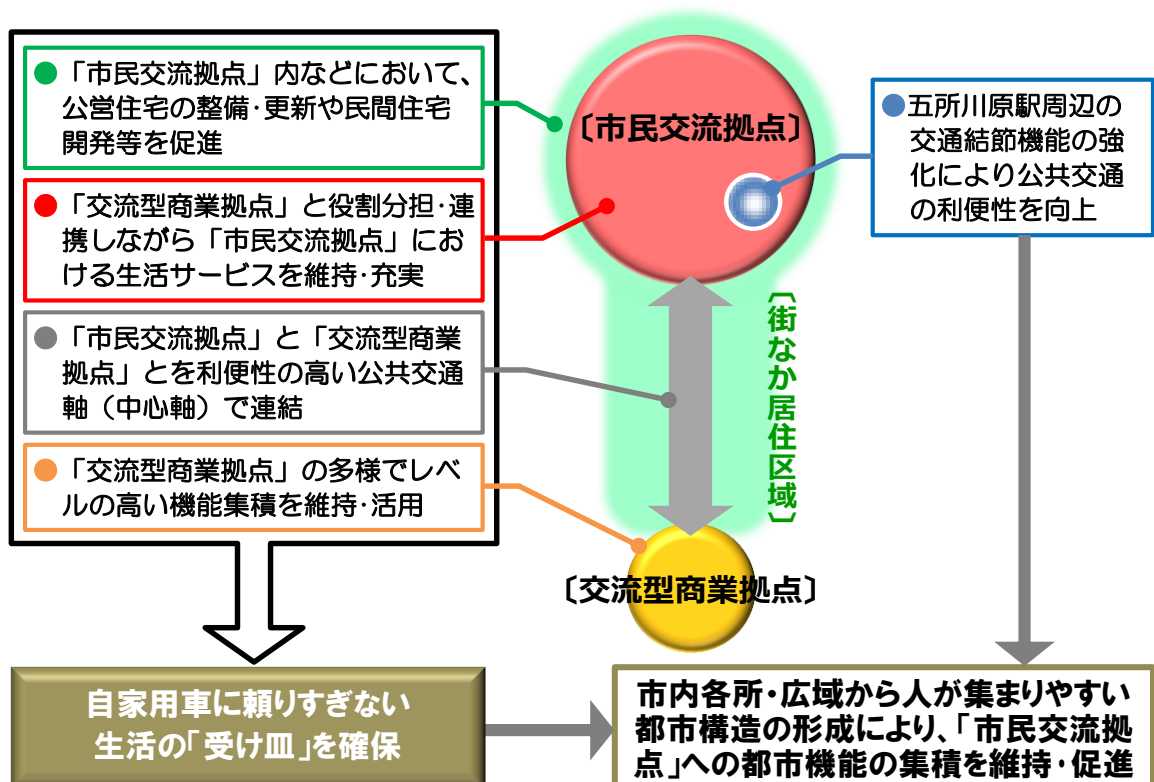 ●「市民交流拠点」内などにおいて、
公営住宅の整備・更新や民間住宅
開発等を促進
●「交流型商業拠点」と役割分担・連
携しながら「市民交流拠点」にお
ける生活サービスを維持・充実
●「市民交流拠点」と「交流型商業
拠点」とを利便性の高い公共交通
軸（中心軸）で連結
●「交流型商業拠点」の多様でレベ
ルの高い機能集積を維持・活用
〔市民交流拠点〕
●五所川原駅周辺の
交通結節機能の強
化により公共交通
の利便性を向上
〔街なか居住区域〕
〔交流型商業拠点〕
自家用車に頼りすぎない
生活の「受け皿」を確保
市内各所・広域から人が集まりやすい
都市構造の形成により、「市民交流拠
点」への都市機能の集積を維持・促進